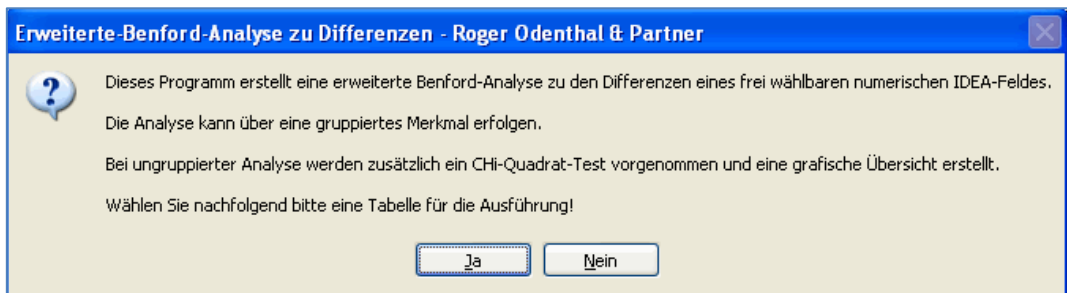 Erweiterte-Benford-Analyse zu Differenzen - Roger Odenthal & Partner
Dieses Programm erstellt eine erweiterte Benford-Analyse zu den Differenzen eines frei wählbaren numerischen IDEA-Feldes.
Die Analyse kann über eine gruppiertes Merkmal erfolgen.
Bei ungruppierter Analyse werden zusätzlich ein CHi-Quadrat-Test vorgenommen und eine grafische Übersicht erstellt.
Wählen Sie nachfolgend bitte eine Tabelle für die Ausführung!
Ja
Nein